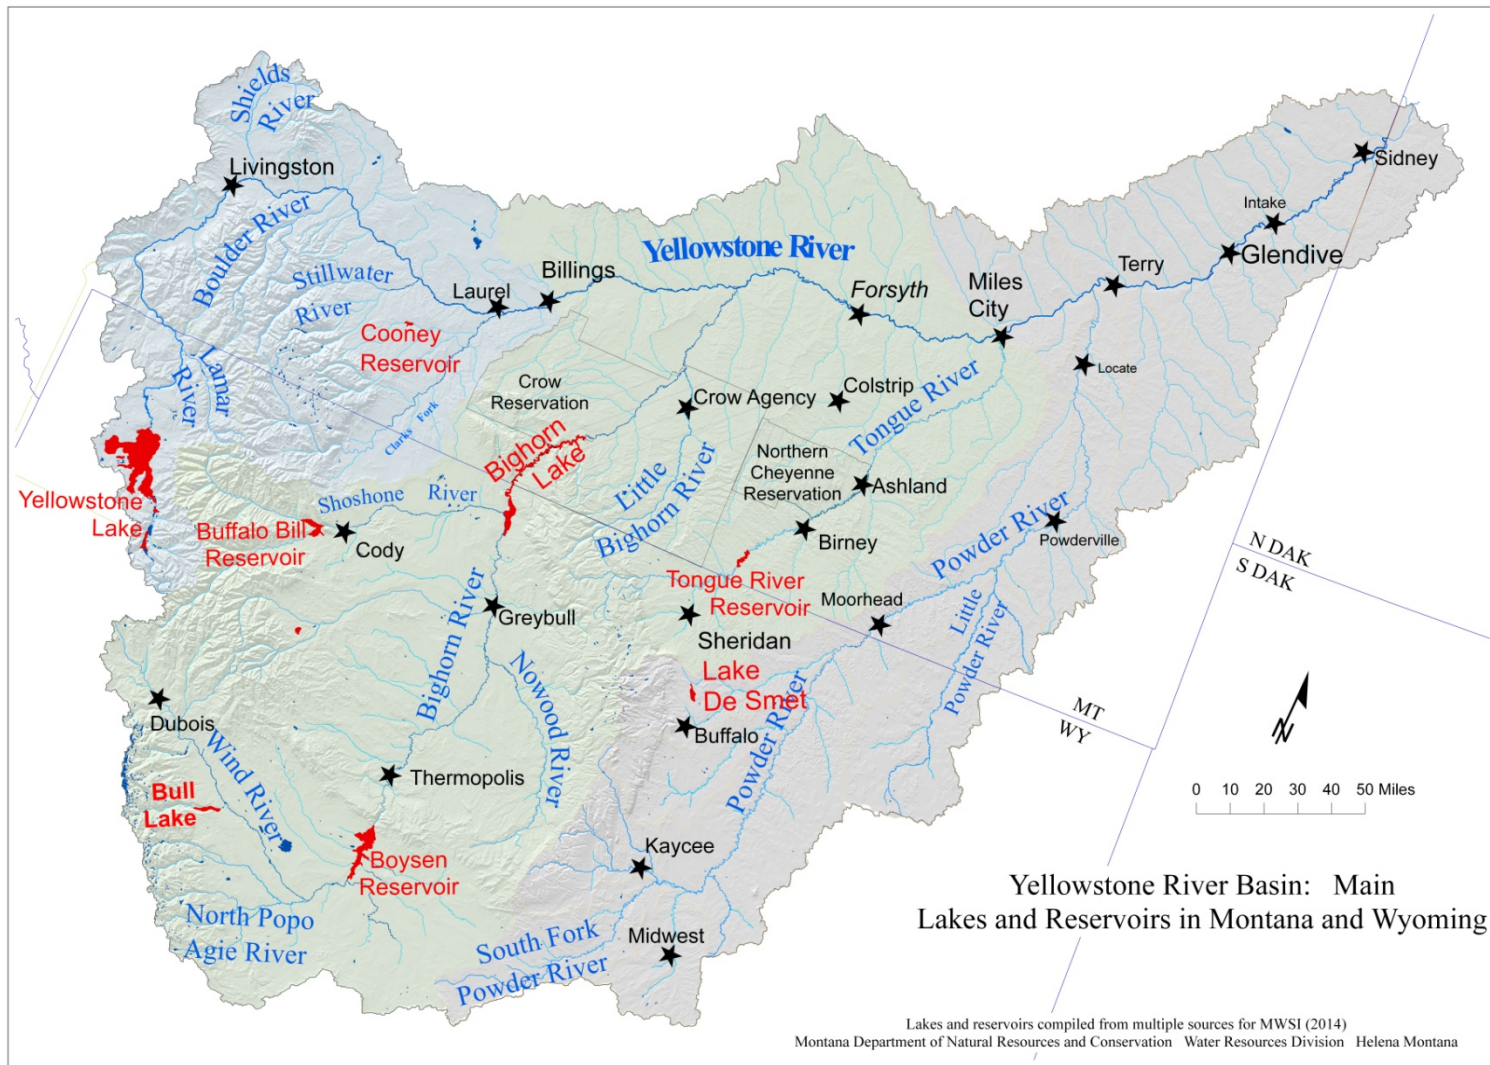 Shields
River
Livingston
Boulder River
Stillwater
River
Laurel
Billings
Yellowstone River
Forsyth
Miles
City
Terry
Intake
Glendive
Sidney
Cooney
Reservoir
Lamar
River
Clarks Fork
Crow
Reservation
Crow Agency
Colstrip
Tongue River
Locate
Bighorn
Lake
Little
Bighorn River
Northern
Cheyenne
Reservation
Ashland
Yellowstone
Lake
Shoshone River
Buffalo Bill
Reservoir
Cody
Birney
Powder River
Powderville
Tongue River
Reservoir
Moorhead
Little
Powder River
N DAK
S DAK
Bighorn River
Greybull
Sheridan
Lake
De Smet
Buffalo
Nowood River
Powder River
MT
WY
Dubois
Wind River
Thermopolis
Bull
Lake
N
0 10 20 30 40 50 Miles
Boysen
Reservoir
Kaycee
North Popo
Agie River
South Fork
Powder River
Midwest
Yellowstone River Basin: Main
Lakes and Reservoirs in Montana and Wyoming
Lakes and reservoirs compiled from multiple sources for MWSI (2014)
Montana Department of Natural Resources and Conservation Water Resources Division Helena Montana